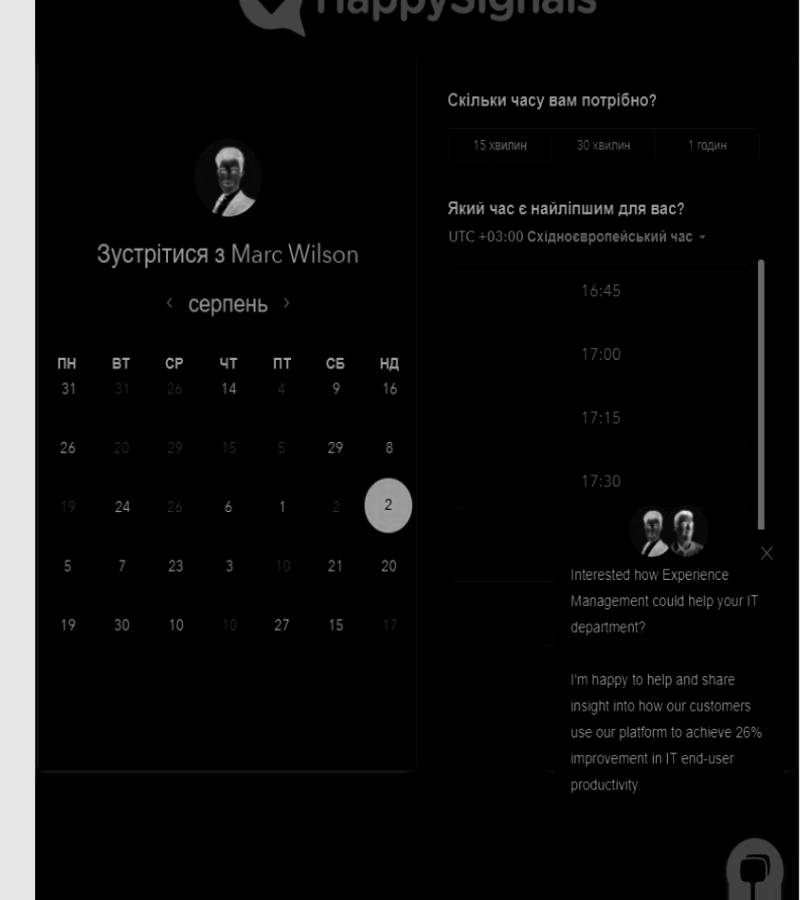 HappySignals
Зустрітися з Marc Wilson
серпень
ПН ВТ СР ЧТ ПТ СБ НД
31 31 26 14 4 9 16
26 20 29 15 5 29 8
19 24 26 6 1 2 2
5 7 23 3 10 21 20
19 30 10 10 27 15 17
Скільки часу вам потрібно?
15 хвилин 30 хвилин 1 годин
Який час є найліпшим для вас?
UTC +03:00 Східноєвропейський час
16:45
17:00
17:15
17:30
Interested how Experience
Management could help your IT
department?
I'm happy to help and share
insight into how our customers
use our platform to achieve 26%
improvement in IT end-user
productivity.